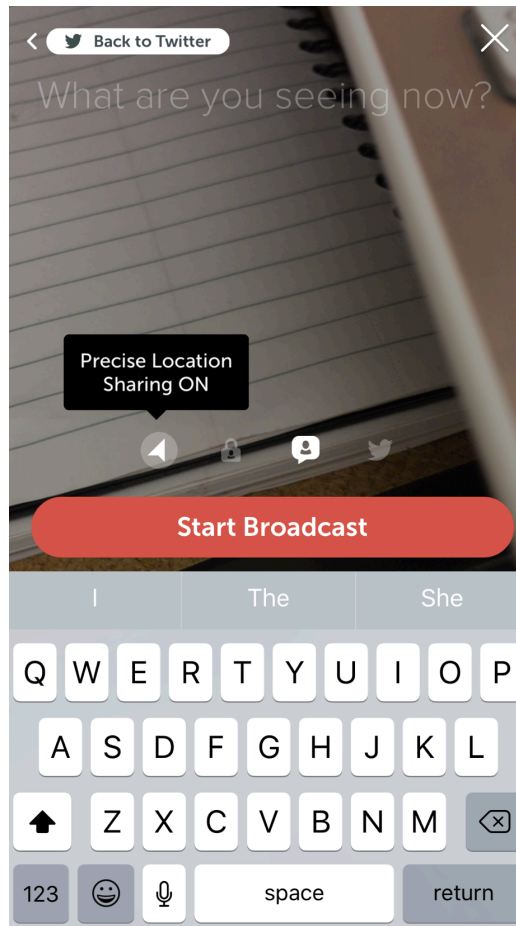 Back to Twitter
What are you seeing now?
Precise Location
Sharing ON
Start Broadcast
I The She
Q W E R T Y U I O P
A S D F G H J K L
Z X C V B N M
123 space return